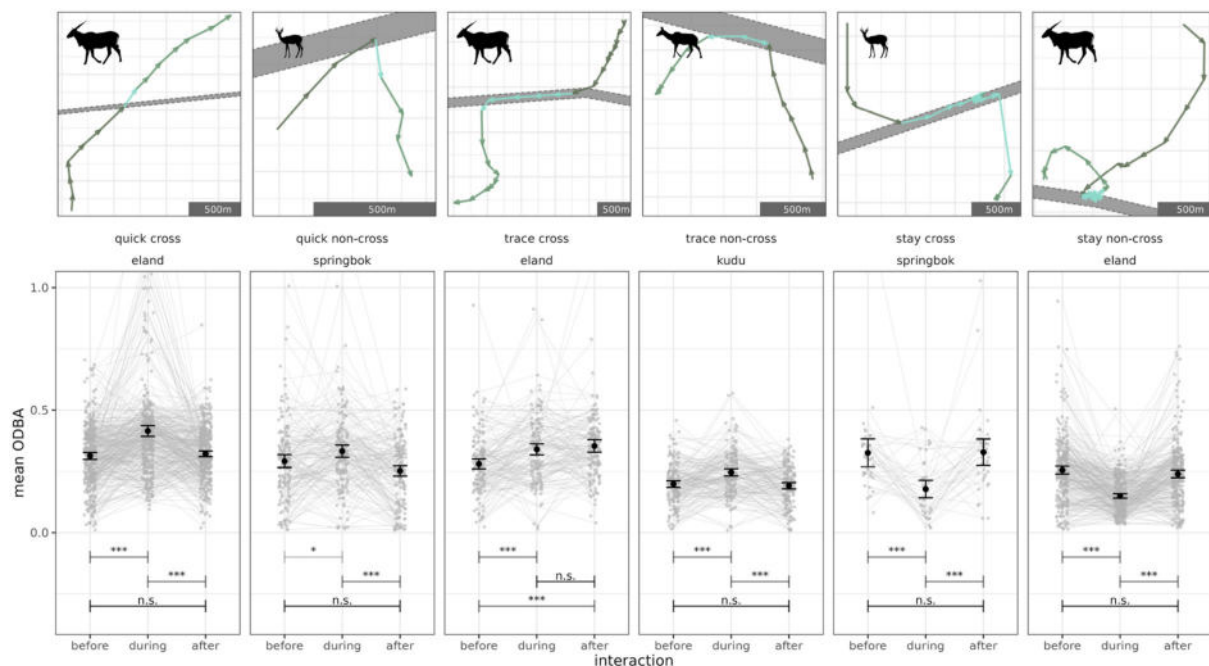 500m 500m 500m 500m 500m 500m
quick cross quick non-cross trace cross trace non-cross stay cross stay non-cross
eland springbok eland kudu springbok eland
1.0
0.5
0.0
mean ODBA
*** * *** *** *** ***
*** *** n.s. *** *** ***
n.s. n.s. *** n.s. n.s. n.s.
before during after before during after before during after before during after before during after before during after
interaction